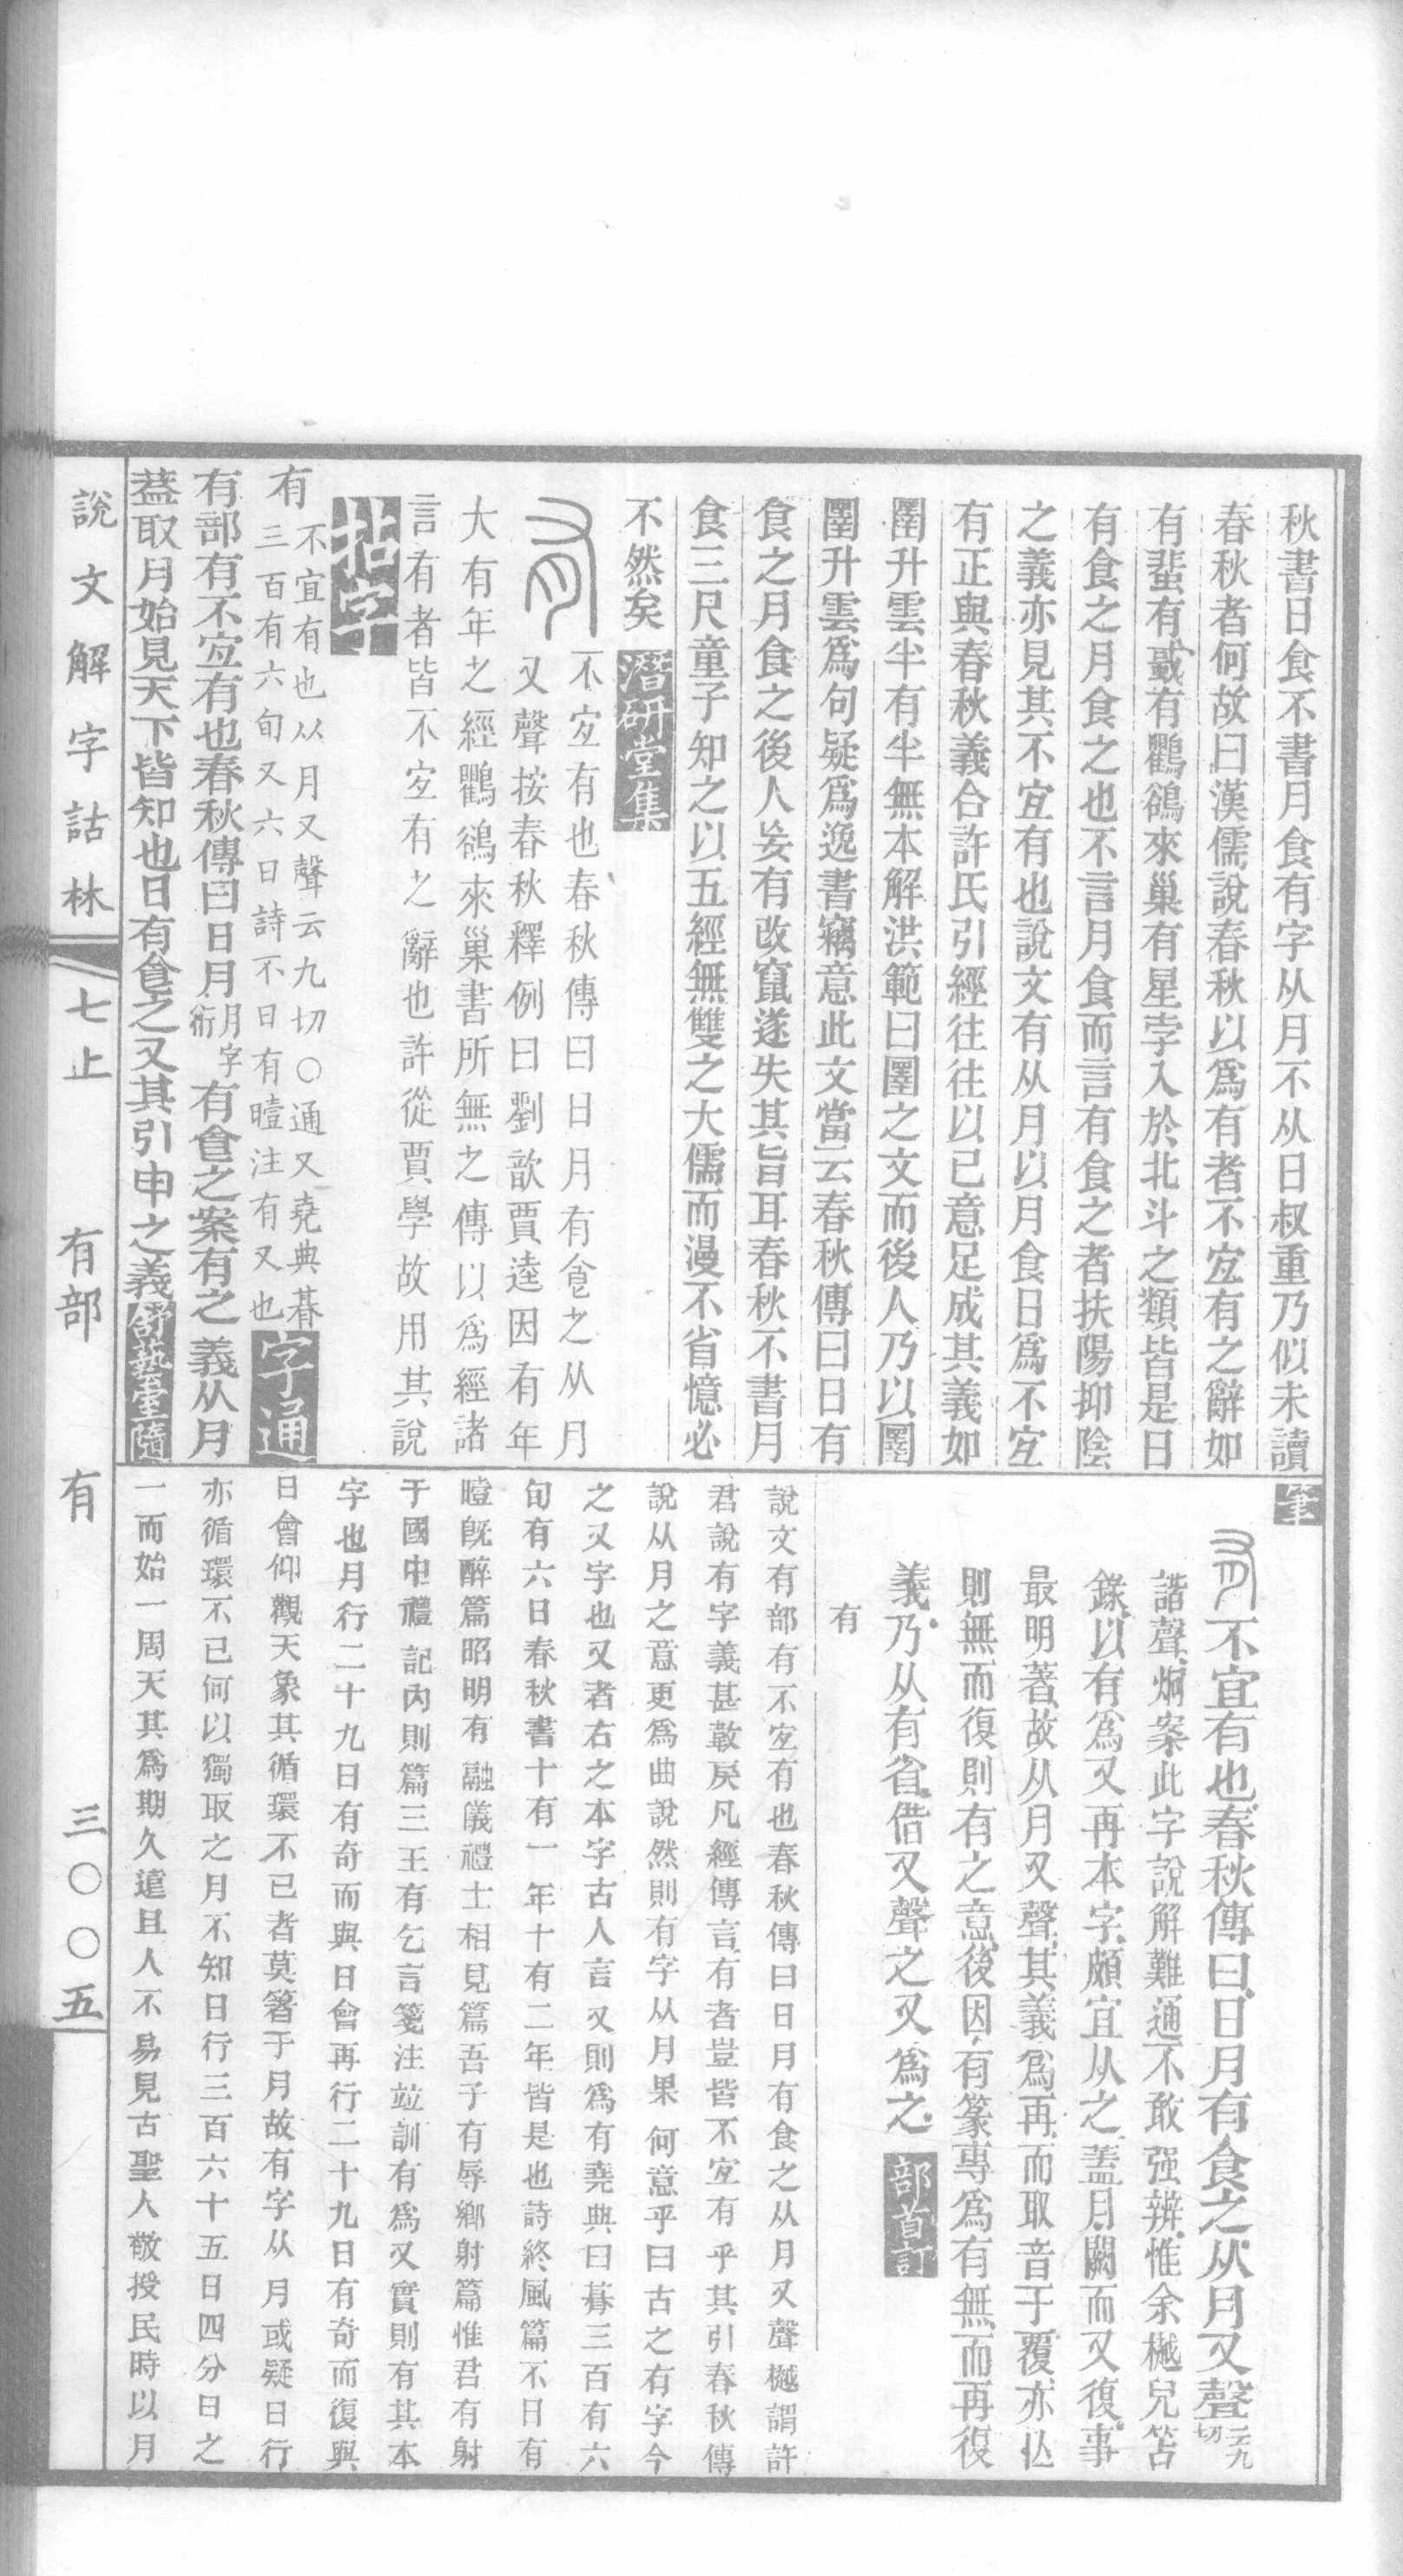 秋書日食不書月食有字从月不从日叔重乃似未讀
春秋者何故曰漢儒說春秋以爲有者不宐有之辭如
有蜚有蜮有鸜鵒來巢有星孛入於北斗之類皆是日
有食之月食之也不言月食而言有食之者扶陽抑陰
之義亦見其不宐有也說文有从月以月食日爲不宐
有正與春秋義合許氏引經往往以己意足成其義如
圛升雲半有半無本解洪範曰圛之文而後人乃以圛
圛升雲爲句疑爲逸書竊意此文當云春秋傳曰日有
食之月食之後人妄有改竄遂失其旨耳春秋不書月
食三尺童子知之以五經無雙之大儒而漫不省憶必
不然矣 潛研堂集
不宐有也春秋傳曰日月有食之从月
又聲按春秋釋例曰劉歆賈逵因有年
大有年之經鸜鵒來巢書所無之傳以爲經諸
言有者皆不宐有之辭也許從賈學故用其說
有 不宜有也从月又聲云九切〇通又堯典朞
三百有六旬又六日詩不日有曀注有又也 字通
有部有不宐有也春秋傳曰日月 月字衍 有食之案有之義从月
葢取月始見天下皆知也日有食之又其引申之義 舒藝室隨
筆
不宜有也春秋傳曰日月有食之从月又聲 云九切
諧聲炯案此字說解難通不敢强辨惟余樾兒笘
錄以有爲又再本字頗宜从之蓋月闕而又復事
最明著故从月又聲其義爲再而取音于覆亦从
則無而復則有之意後因有篆專爲有無而再復
義乃从有省借又聲之又爲之 部首訂
有
說文有部有不宐有也春秋傳曰日月有食之从月又聲樾謂許
君說有字義甚敢戾凡經傳言有者豈皆不宐有乎其引春秋傳
說从月之意更爲曲說然則有字从月果何意乎曰古之有字今
之又字也又者右之本字古人言又則爲有堯典曰朞三百有六
旬有六日春秋書十有一年十有二年皆是也詩終風篇不日有
曀旣醉篇昭明有融儀禮士相見篇吾子有辱鄉射篇惟君有射
于國中禮記內則篇三王有乞言箋注竝訓有爲又實則有其本
字也月行二十九日有奇而與日會再行二十九日有奇而復與
日會仰觀天象其循環不已者莫箸于月故有字从月或疑日行
亦循環不已何以獨取之月不知日行三百六十五日四分日之
一而始一周天其爲期久遠且人不易見古聖人敬授民時以月
說文解字詁林 七上 有部 有 三〇〇五